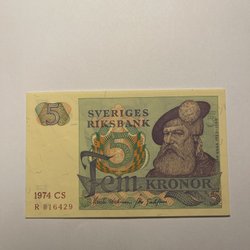 5
SVERIGES
RIKSBANK
5
Fem KRONOR
1974 CS
R 816429
5